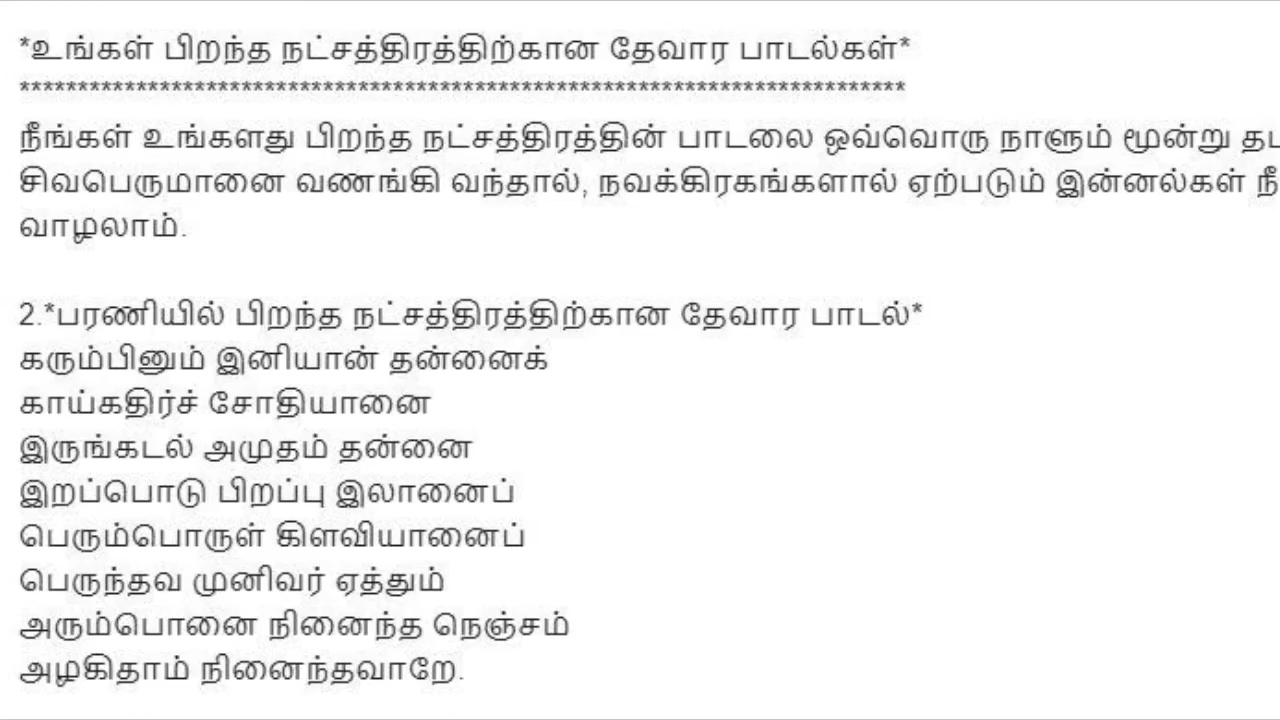 *உங்கள் பிறந்த நட்சத்திரத்திற்கான தேவார பாடல்கள்*
******************************************************************************
நீங்கள் உங்களது பிறந்த நட்சத்திரத்தின் பாடலை ஒவ்வொரு நாளும் மூன்று
சிவபெருமானை வணங்கி வந்தால், நவக்கிரகங்களால் ஏற்படும் இன்னல்கள்
வாழலாம்.
2.*பரணியில் பிறந்த நட்சத்திரத்திற்கான தேவார பாடல்*
கரும்பினும் இனியான் தன்னைக்
காய்கதிர்ச் சோதியானை
இருங்கடல் அமுதம் தன்னை
இறப்பொடு பிறப்பு இலானைப்
பெரும்பொருள் கிளவியானைப்
பெருந்தவ முனிவர் ஏத்தும்
அரும்பொனை நினைந்த நெஞ்சம்
அழகிதாம் நினைந்தவாறே.